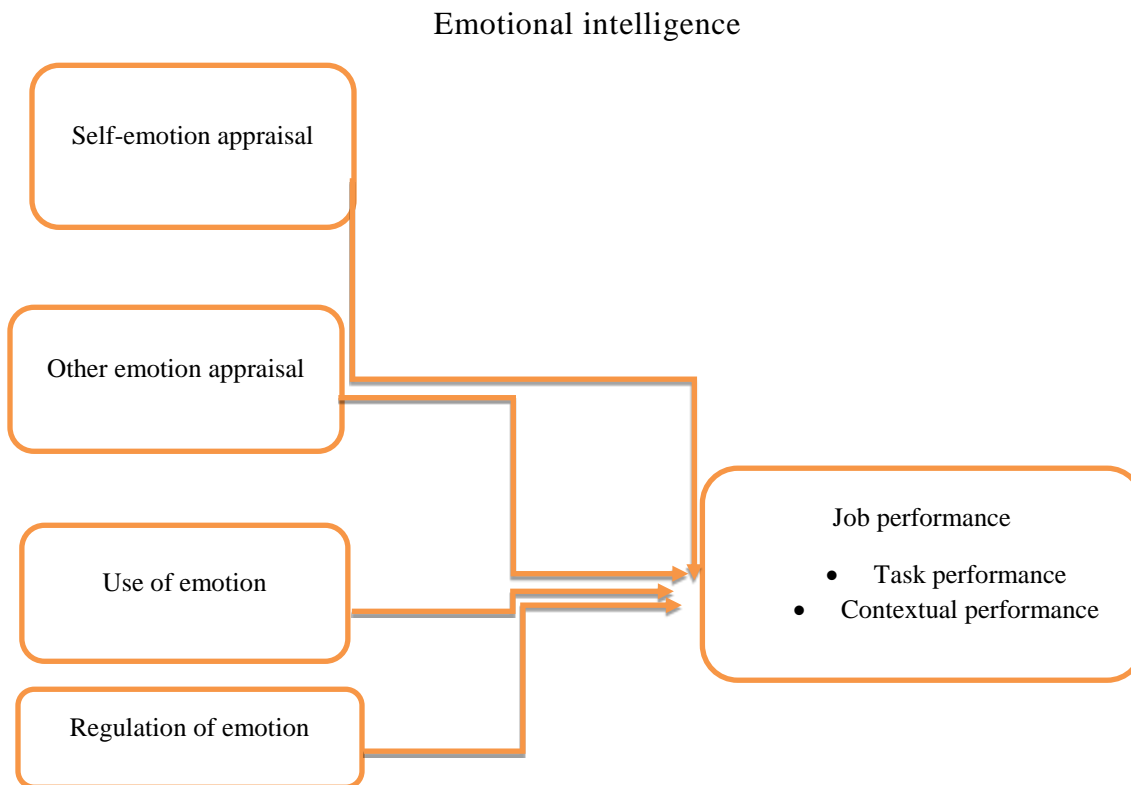 Emotional intelligence
Self-emotion appraisal
Other emotion appraisal
Use of emotion
Regulation of emotion
Job performance
• Task performance
• Contextual performance